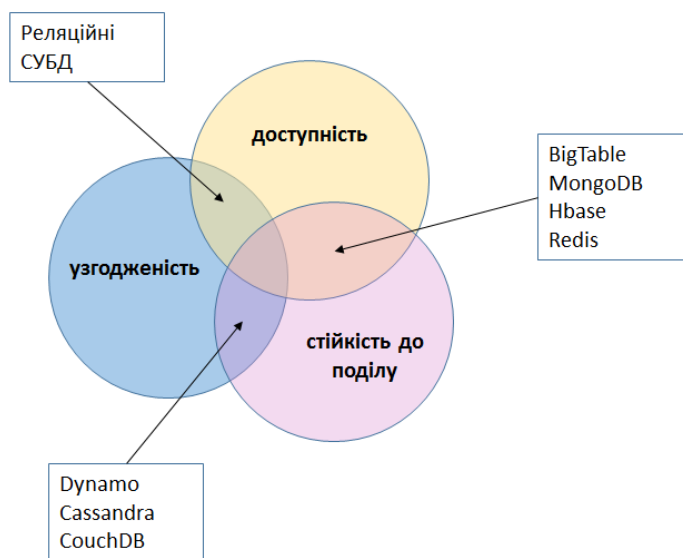 Реляційні
СУБД
доступність
BigTable
MongoDB
Hbase
Redis
узгодженість
стійкість до
поділу
Dynamo
Cassandra
CouchDB